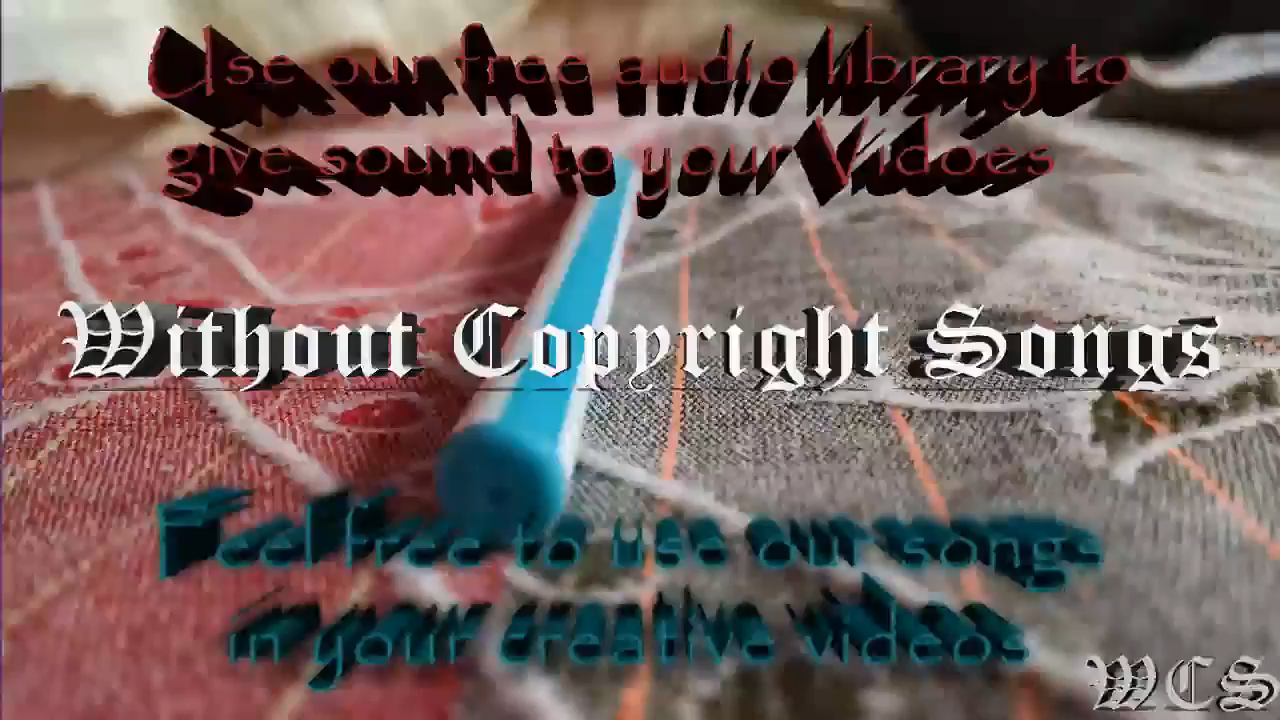 Use our free audio library to
give sound to your Vidoes
Without Copyright Songs
Feel free to use our songs
in your creative videos
WCS